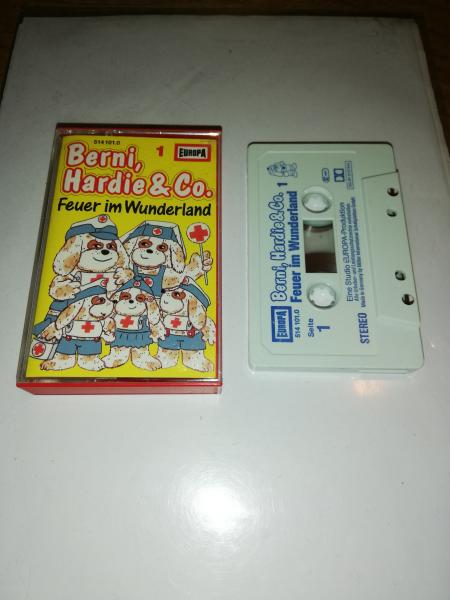 514 101.0
Berni, 1 EUROPA
Hardie & Co.
Feuer im Wunderland
EUROPA Berni, Hardie & Co. 1
514 101.0 Feuer im Wunderland
Seite
1
Eine Studio EUROPA-Produktion
STEREO